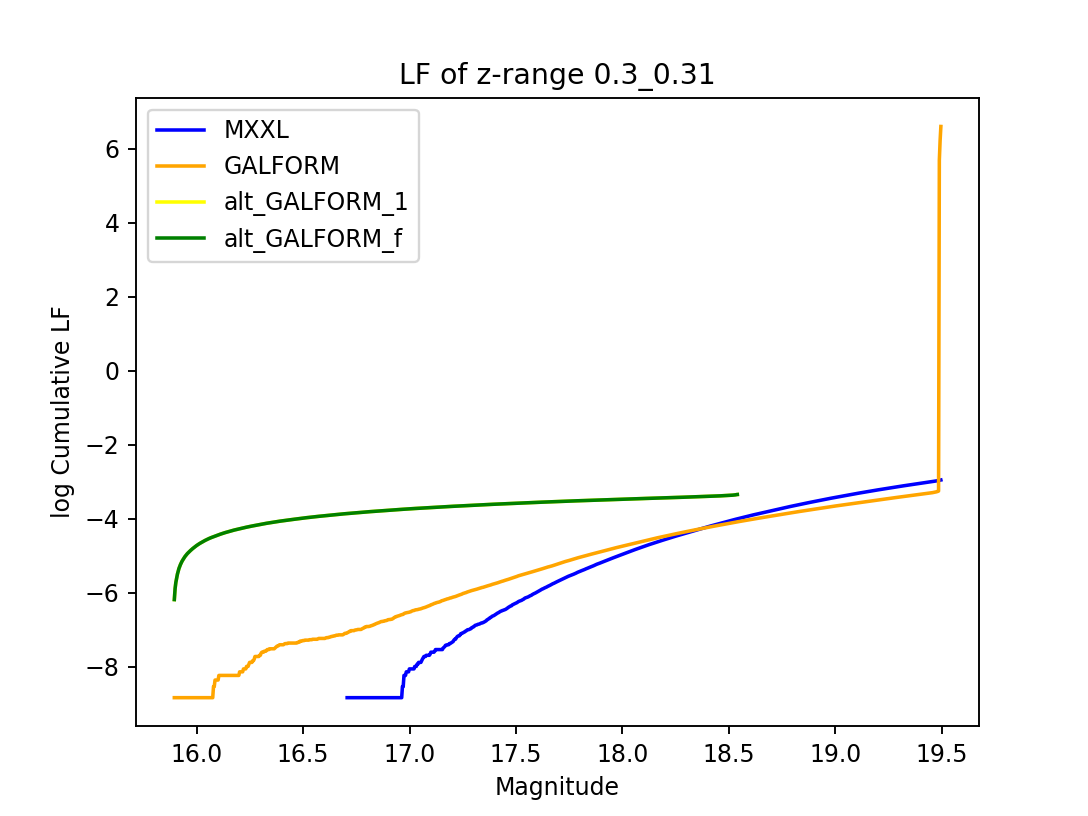 LF of z-range 0.3_0.31
MXXL
GALFORM
alt_GALFORM_1
alt_GALFORM_f
log Cumulative LF
6
4
2
0
−2
−4
−6
−8
16.0 16.5 17.0 17.5 18.0 18.5 19.0 19.5
Magnitude